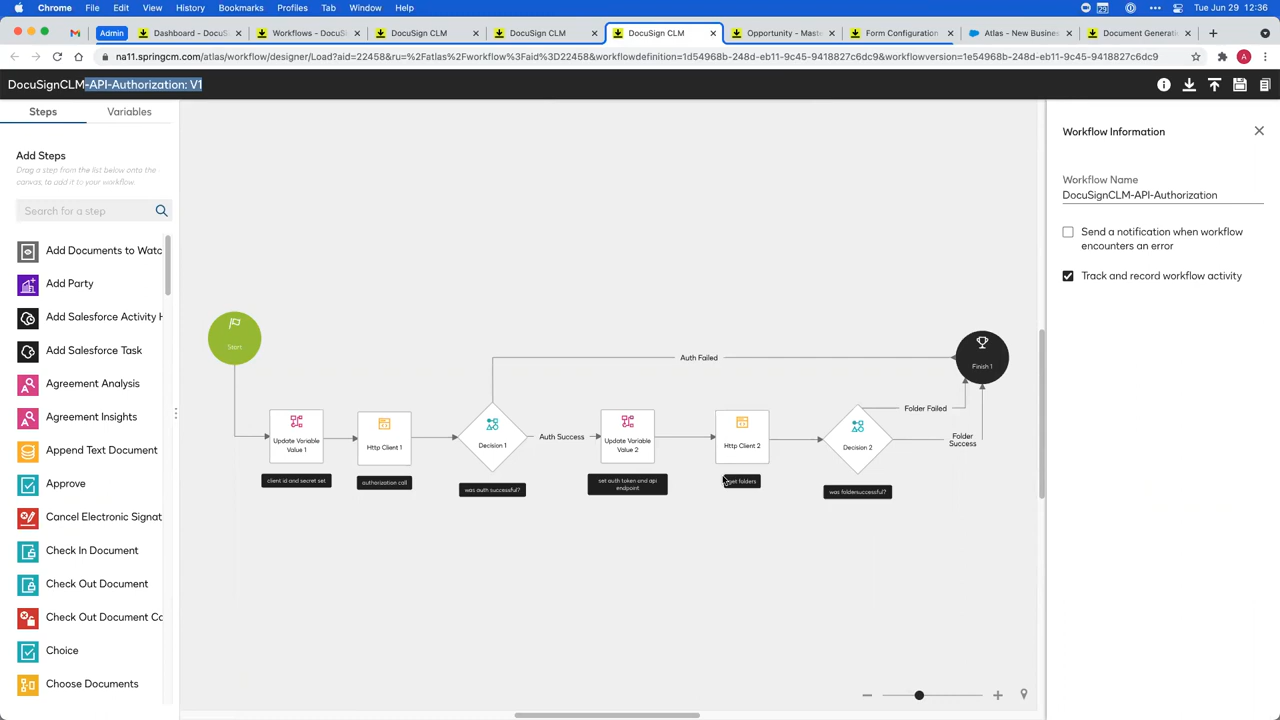 Chrome File Edit View History Bookmarks Profiles Tab Window Help
Tue Jul 13 12:36
Admin
Dashboard - DocuS
Workflows - DocuSi
DocuSign CLM
DocuSign CLM
DocuSign CLM
Opportunity - Maste
Form Configuration
Atlas - New Busines
Document Generati
na11.springcm.com/atlas/workflow/designer/Load?aid=22458&ru=%2Fatlas%2Fworkflow%3Faid%3D22458&workflowdefinition=1d54968b-248d-eb11-9c45-9418827c6dc9&workflowversion=1e54968b-248d-eb11-9c45-9418827c6dc9
A
DocuSignCLM-API-Authorization: V1
Steps
Variables
Add Steps
Drag a step from the list below onto the
canvas, to add it to your workflow.
Search for a step
Add Documents to Watc
Add Party
Add Salesforce Activity H
Add Salesforce Task
Agreement Analysis
Agreement Insights
Append Text Document
Approve
Cancel Electronic Signat
Check In Document
Check Out Document
Check Out Document Co
Choice
Choose Documents
Start
Update Variable
Value 1
client id and secret set
Http Client 1
authorization call
Decision 1
was auth successful?
Auth Failed
Auth Success
Update Variable
Value 2
set auth token and api
endpoint
Http Client 2
get folders
Decision 2
was foldersuccessful?
Folder Failed
Folder
Success
Finish 1
Workflow Information
Workflow Name
DocuSignCLM-API-Authorization
Send a notification when workflow
encounters an error
Track and record workflow activity